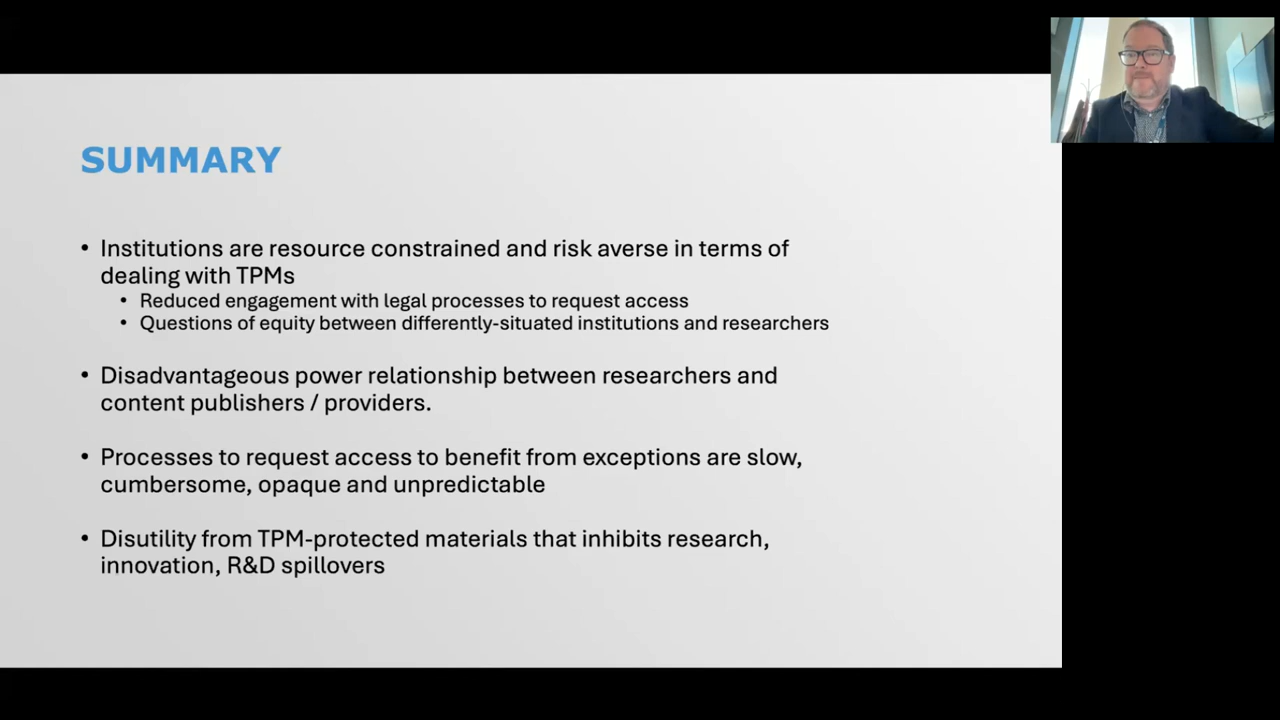 SUMMARY
• Institutions are resource constrained and risk averse in terms of
dealing with TPMs
• Reduced engagement with legal processes to request access
• Questions of equity between differently-situated institutions and researchers
• Disadvantageous power relationship between researchers and
content publishers / providers.
• Processes to request access to benefit from exceptions are slow,
cumbersome, opaque and unpredictable
• Disutility from TPM-protected materials that inhibits research,
innovation, R&D spillovers